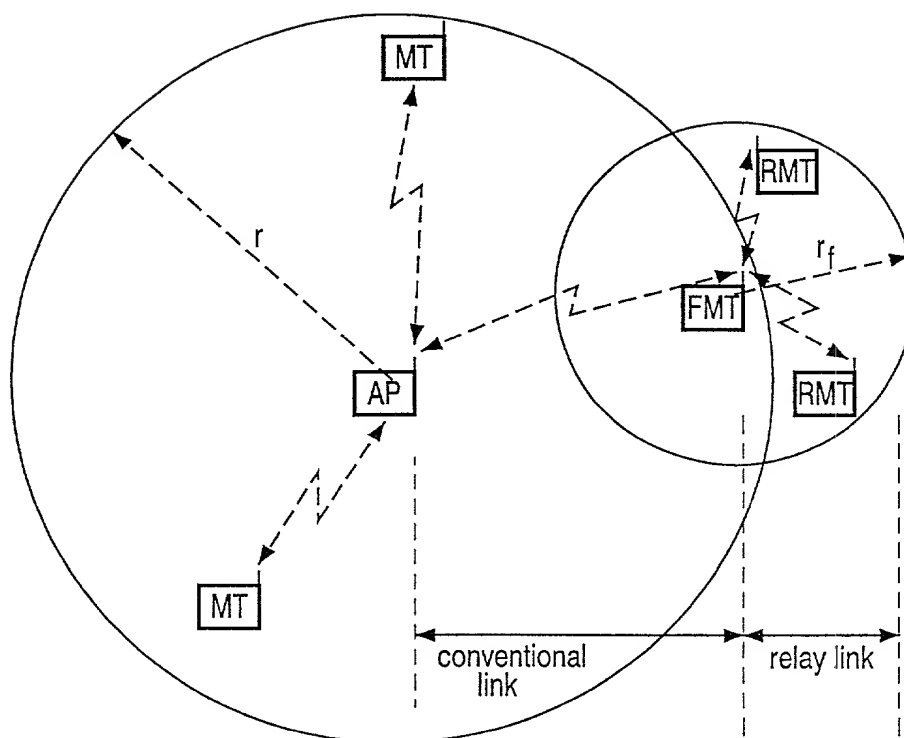 MT
RMT
r
r_f
FMT
AP
RMT
MT
conventional
link
relay link